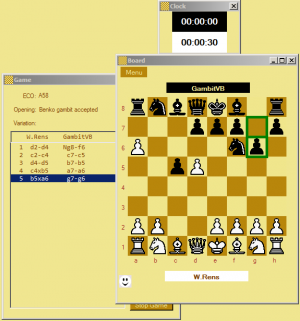 Clock
00:00:00
00:00:30
Board
Menu
GambitVB
8
7
6
5
4
3
2
1
a b c d e f g h
W.Rens
Game
ECO: A58
Opening: Benko gambit accepted
Variation:
W.Rens GambitVB
1 d2-d4 Ng8-f6
2 c2-c4 c7-c5
3 d4-d5 b7-b5
4 c4xb5 a7-a6
5 b5xa6 g7-g6
Stop Game